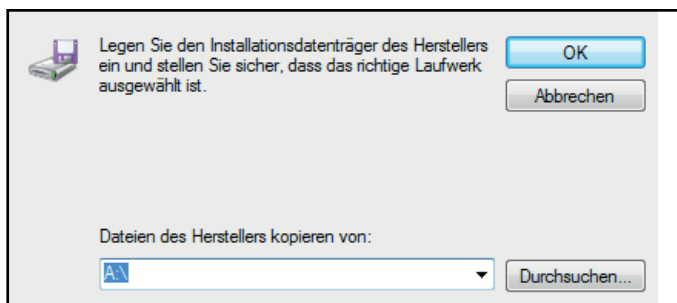 Legen Sie den Installationsdatenträger des Herstellers
ein und stellen Sie sicher, dass das richtige Laufwerk
ausgewählt ist.
OK
Abbrechen
Dateien des Herstellers kopieren von:
A:\
Durchsuchen...